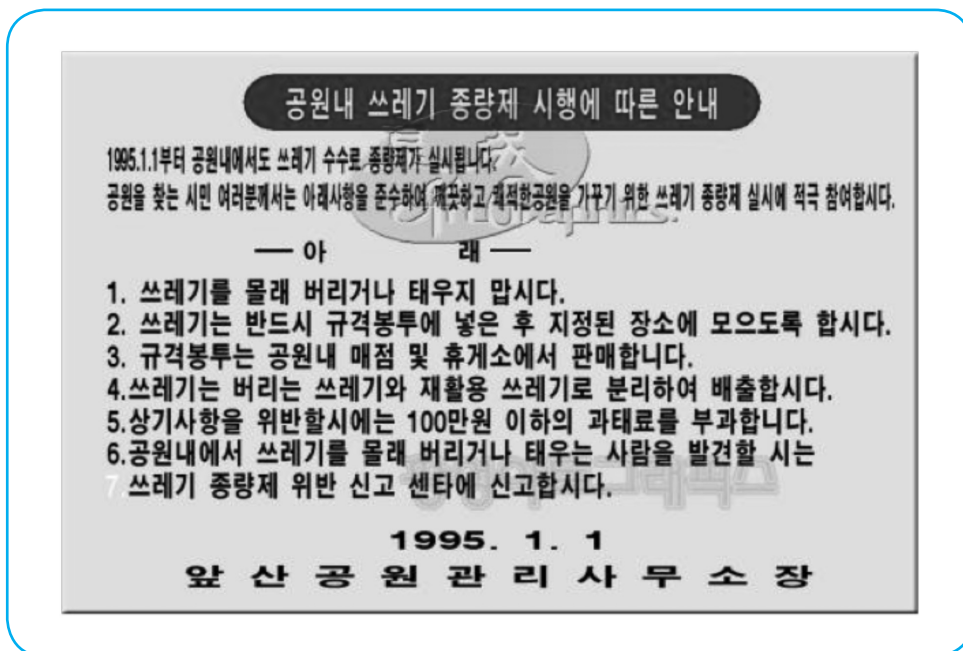 공원내 쓰레기 종량제 시행에 따른 안내
1995.1.1부터 공원내에서도 쓰레기 수수료 종량제가 실시됩니다.
공원을 찾는 시민 여러분께서는 아래사항을 준수하여 깨끗하고 쾌적한공원을 가꾸기 위한 쓰레기 종량제 실시에 적극 참여합시다.
── 아 래 ──
1. 쓰레기를 몰래 버리거나 태우지 맙시다.
2. 쓰레기는 반드시 규격봉투에 넣은 후 지정된 장소에 모으도록 합시다.
3. 규격봉투는 공원내 매점 및 휴게소에서 판매합니다.
4.쓰레기는 버리는 쓰레기와 재활용 쓰레기로 분리하여 배출합시다.
5.상기사항을 위반할시에는 100만원 이하의 과태료를 부과합니다.
6.공원내에서 쓰레기를 몰래 버리거나 태우는 사람을 발견할 시는
7.쓰레기 종량제 위반 신고 센타에 신고합시다.
1995. 1. 1
앞산공원관리사무소장